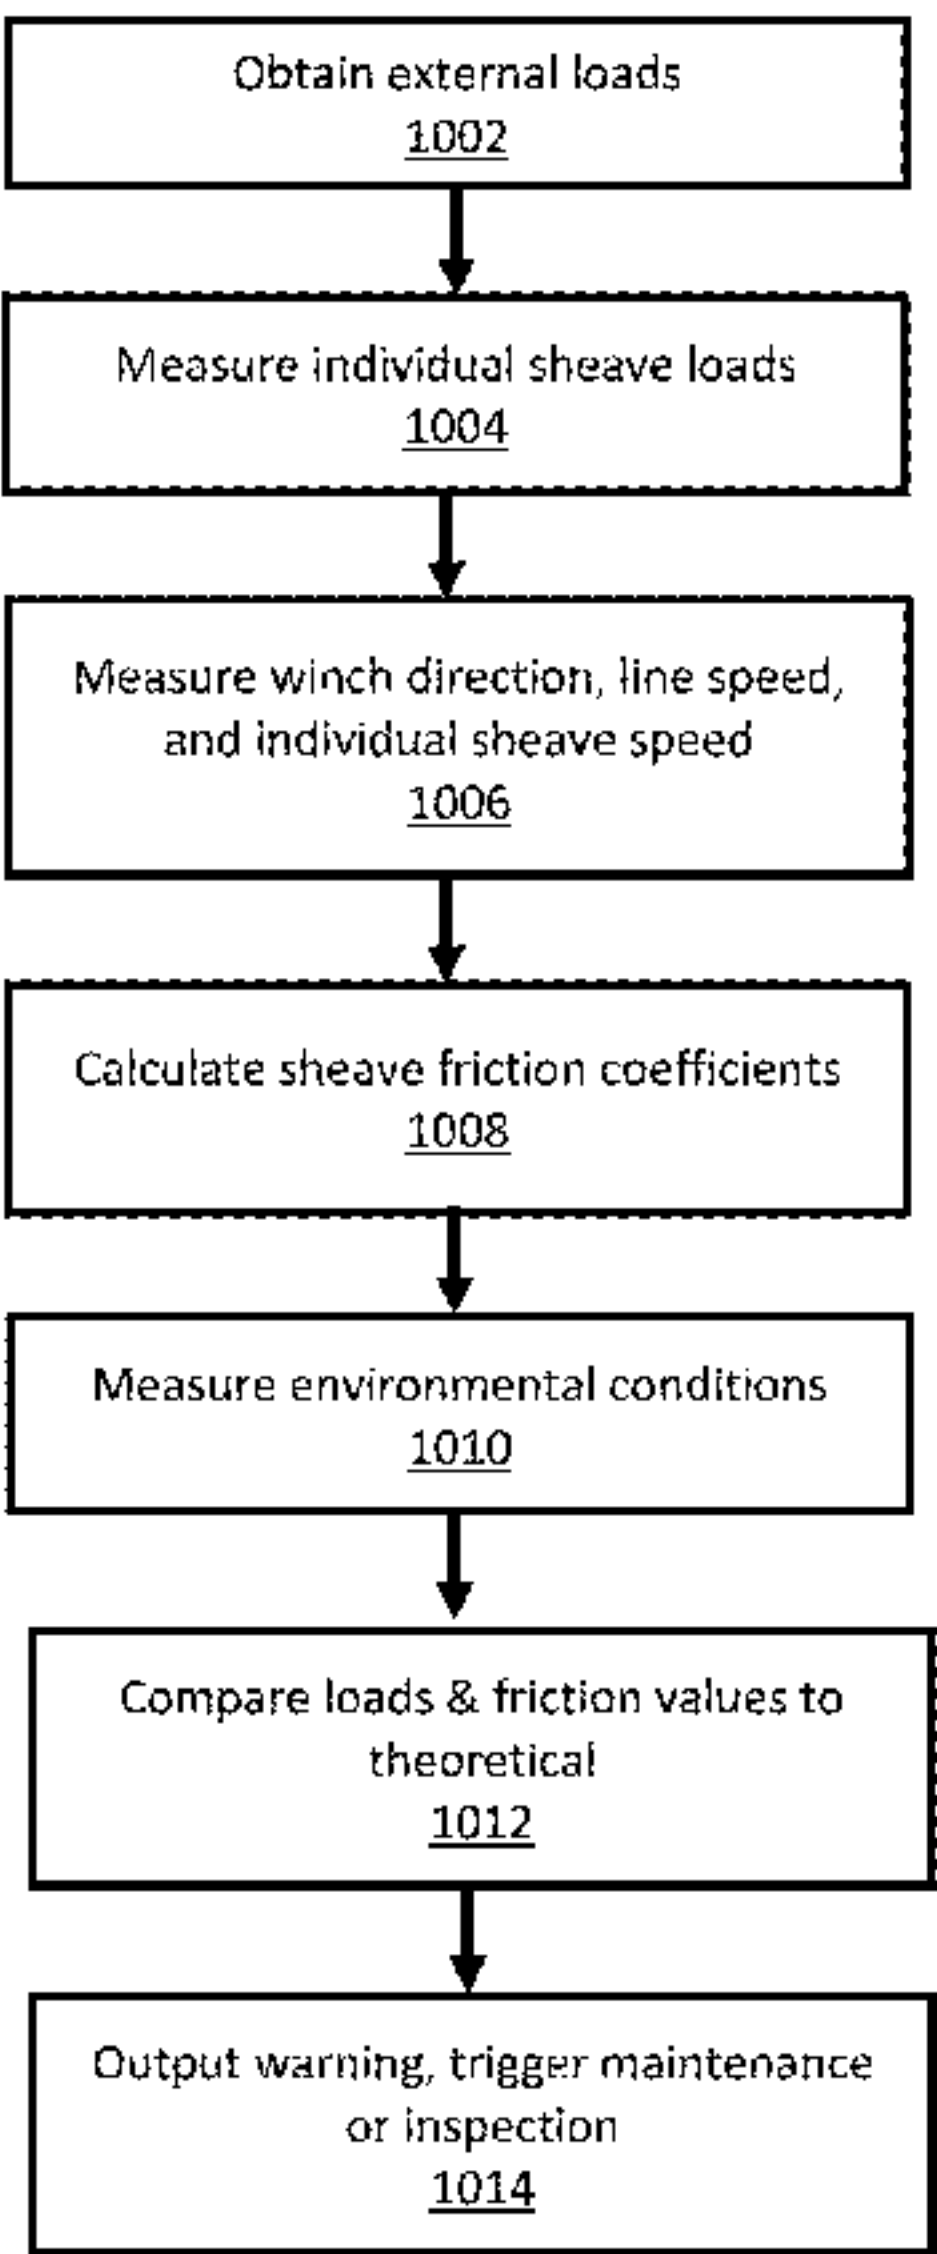 Obtain external loads
1002
Measure individual sheave loads
1004
Measure winch direction, line speed,
and individual sheave speed
1006
Calculate sheave friction coefficients
1008
Measure environmental conditions
1010
Compare loads & friction values to
theoretical
1012
Output warning, trigger maintenance
or inspection
1014